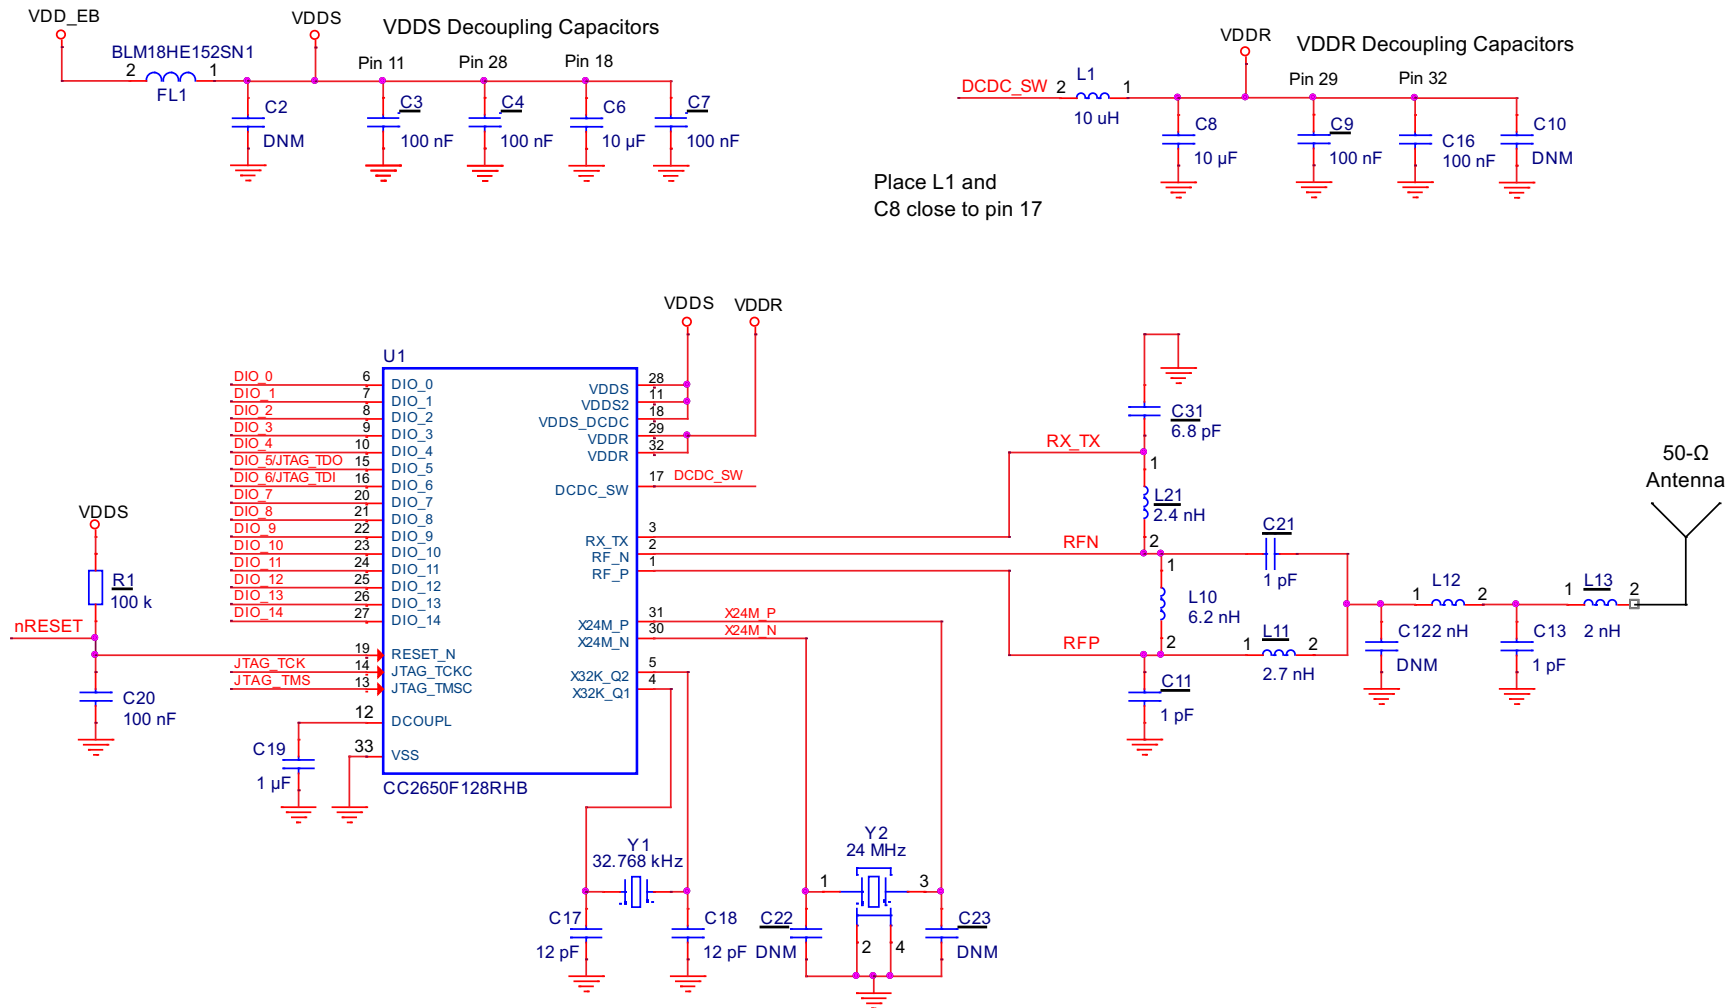 VDD_EB
VDDS
VDDS Decoupling Capacitors
BLM18HE152SN1
2
1
FL1
Pin 11
Pin 28
Pin 18
C2
DNM
C3
100 nF
C4
100 nF
C6
10 µF
C7
100 nF
VDDR
VDDR Decoupling Capacitors
DCDC_SW
2
L1
1
10 uH
Pin 29
Pin 32
C8
10 µF
C9
100 nF
C16
100 nF
C10
DNM
Place L1 and
C8 close to pin 17
VDDS
VDDR
U1
DIO_0
6
DIO_0
DIO_1
7
DIO_1
DIO_2
8
DIO_2
DIO_3
9
DIO_3
DIO_4
10
DIO_4
DIO_5/JTAG_TDO
15
DIO_5
DIO_6/JTAG_TDI
16
DIO_6
DIO_7
20
DIO_7
DIO_8
21
DIO_8
DIO_9
22
DIO_9
DIO_10
23
DIO_10
DIO_11
24
DIO_11
DIO_12
25
DIO_12
DIO_13
26
DIO_13
DIO_14
27
DIO_14
19
RESET_N
JTAG_TCK
14
JTAG_TCKC
JTAG_TMS
13
JTAG_TMSC
12
DCOUPL
33
VSS
CC2650F128RHB
VDDS
28
VDDS2
11
VDDS_DCDC
18
VDDR
29
VDDR
32
DCDC_SW
17
DCDC_SW
RX_TX
3
RF_N
2
RF_P
1
X24M_P
31
X24M_P
X24M_N
30
X24M_N
X32K_Q2
5
X32K_Q1
4
VDDS
R1
100 k
nRESET
C20
100 nF
C19
1 µF
Y1
32.768 kHz
C17
12 pF
C18
12 pF
Y2
24 MHz
1
3
2
4
C22
DNM
C23
DNM
C31
6.8 pF
RX_TX
1
L21
2.4 nH
2
RFN
C21
1 pF
1
L10
6.2 nH
2
RFP
1
L11
2
2.7 nH
C11
1 pF
1
L12
2
C122 nH
DNM
C13
1 pF
1
L13
2
2 nH
50-Ω
Antenna